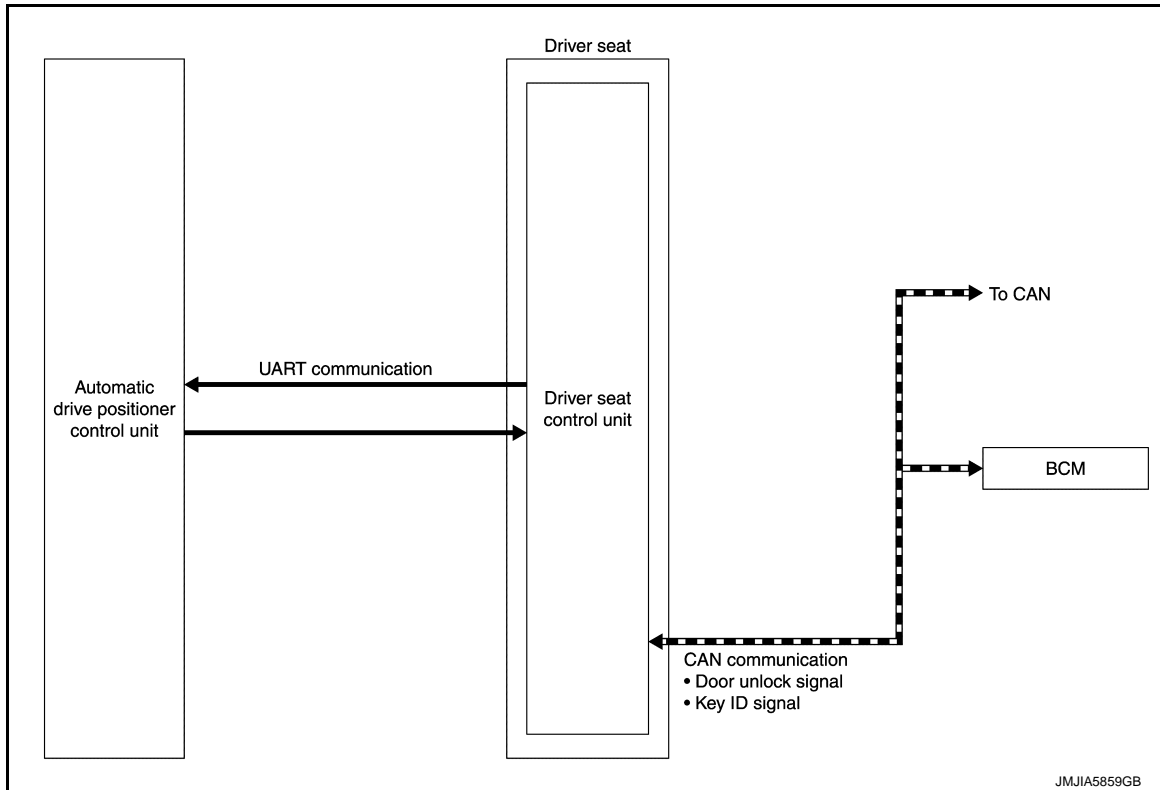 Driver seat
To CAN
UART communication
Automatic
drive positioner
control unit
Driver seat
control unit
BCM
CAN communication
• Door unlock signal
• Key ID signal
JMJIA5859GB